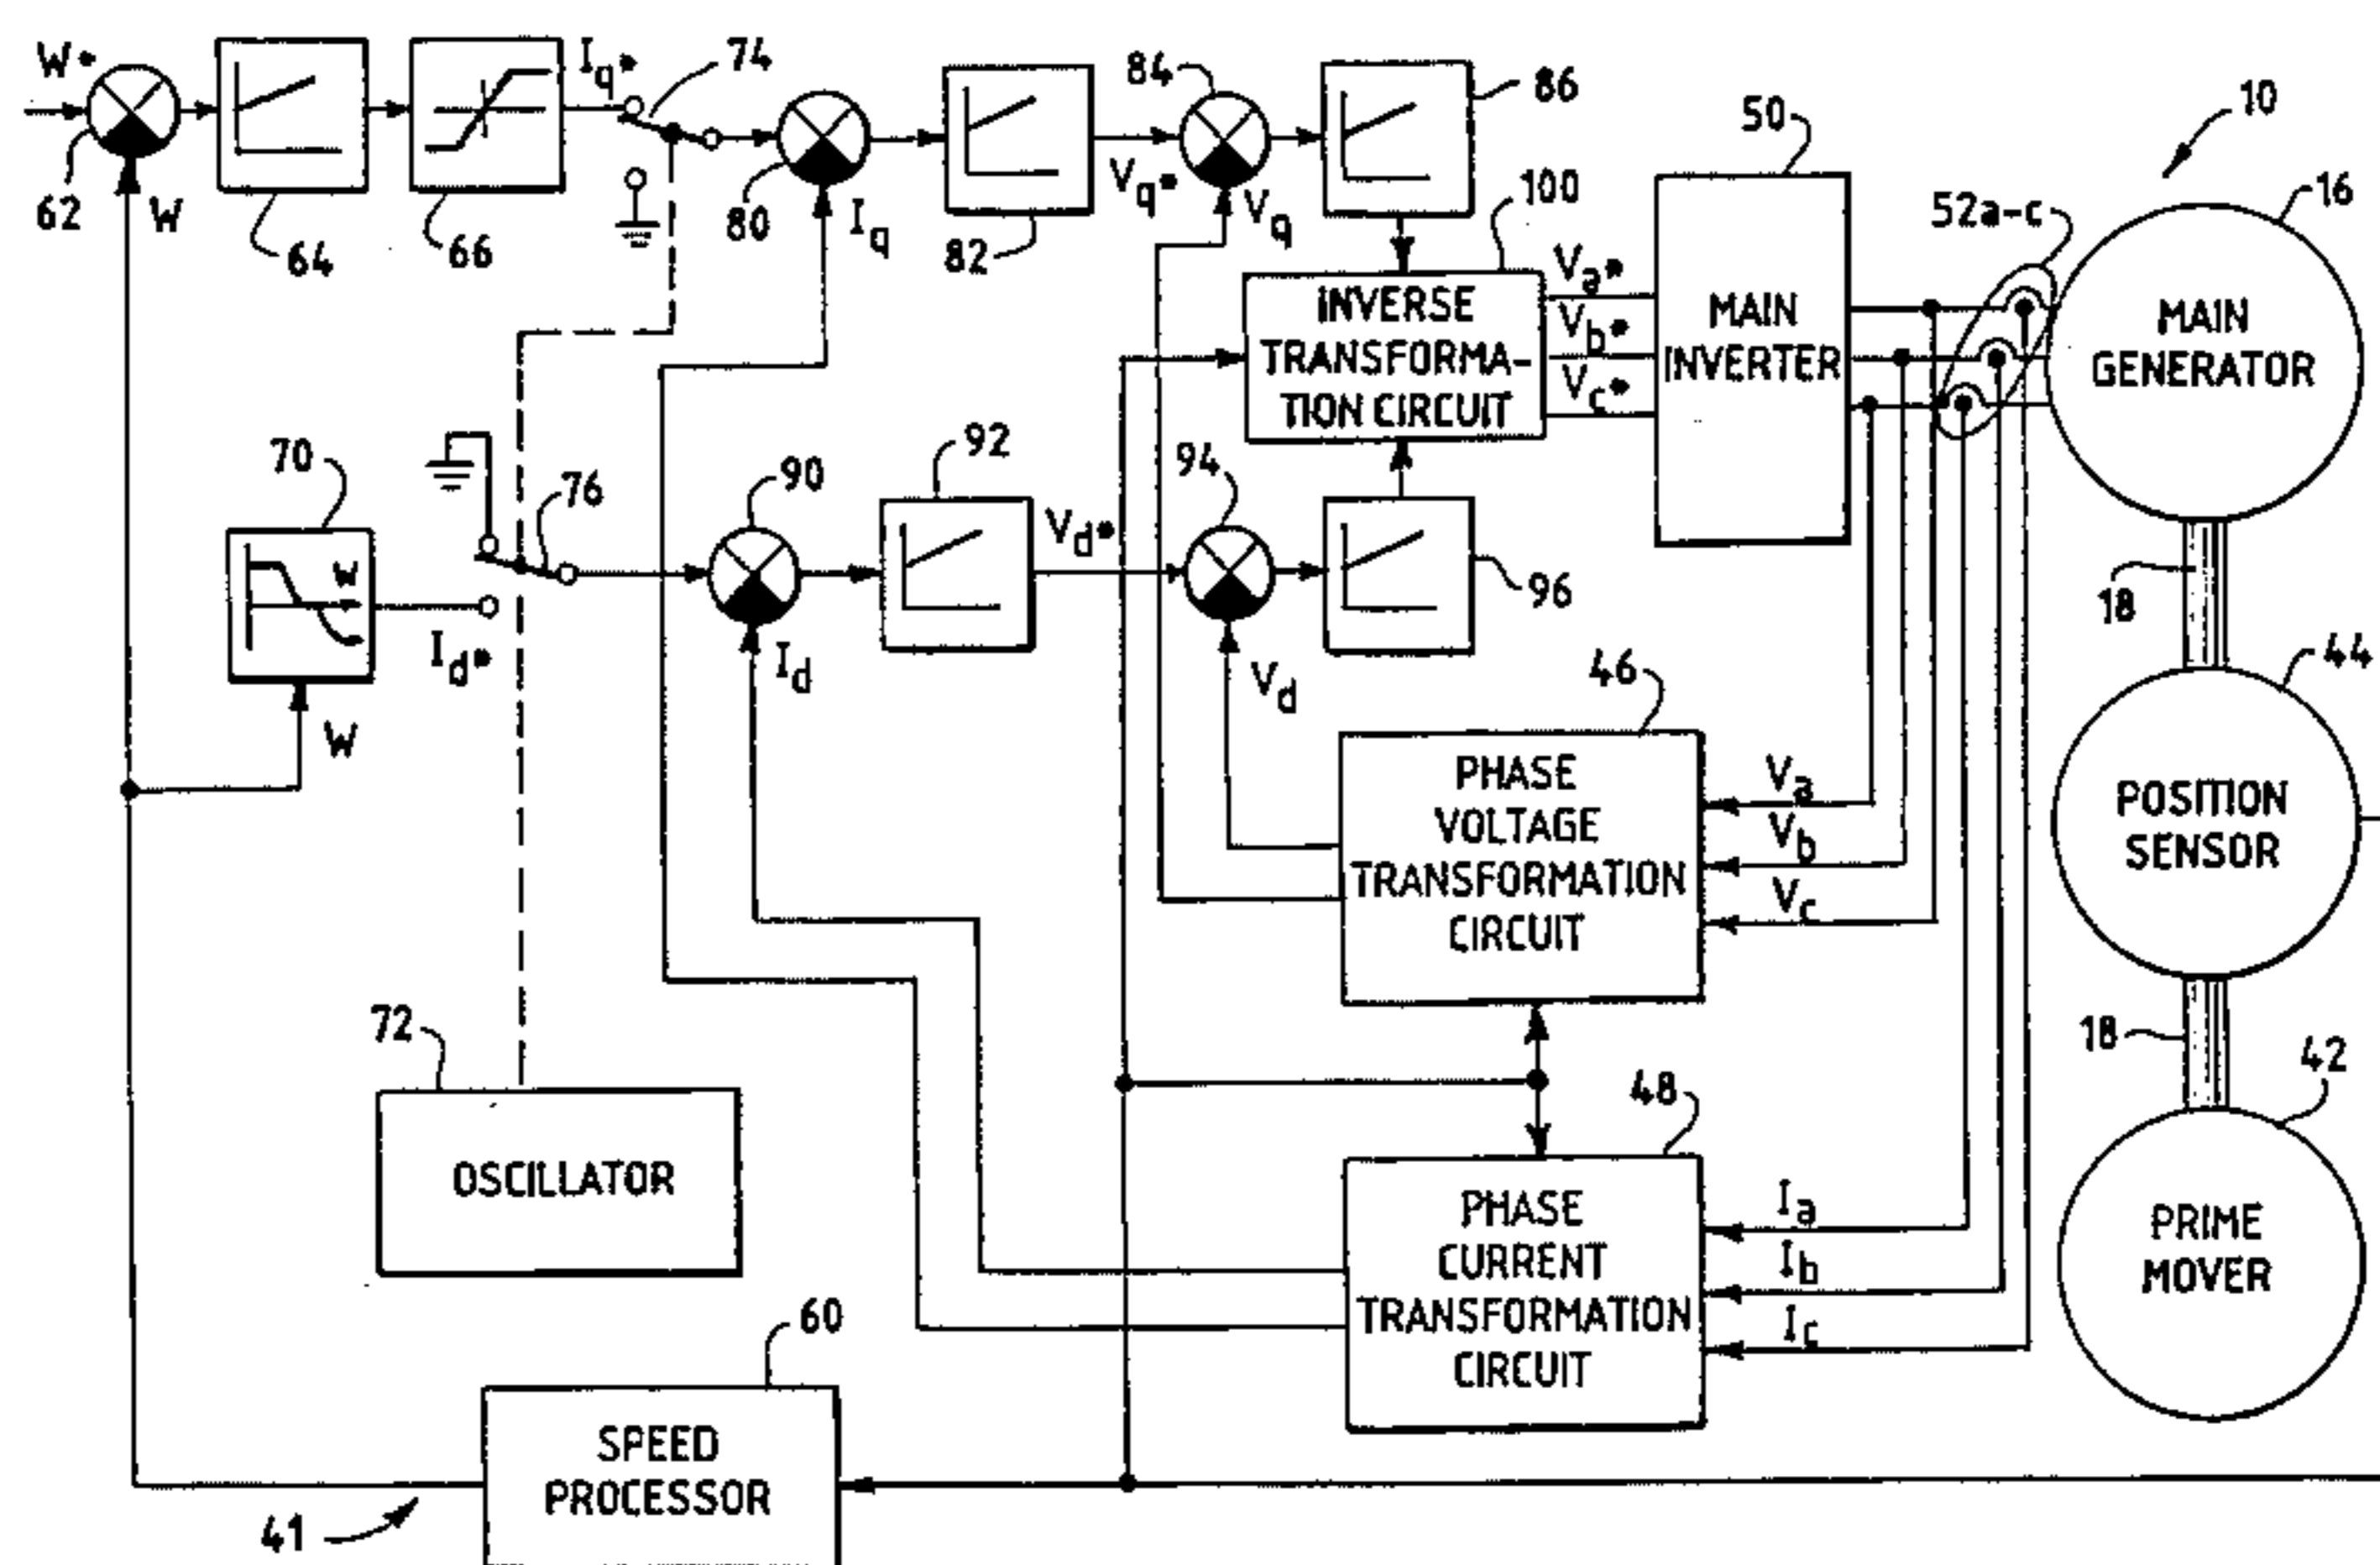 W*
62
W
64
66
Iq*
74
80
Iq
82
Vq*
84
Vq
86
100
INVERSE
TRANSFORMA-
TION CIRCUIT
Va*
Vb*
Vc*
50
MAIN
INVERTER
52a-c
10
16
MAIN
GENERATOR
18
70
w
Id*
W
76
90
Id
92
Vd*
94
Vd
96
46
PHASE
VOLTAGE
TRANSFORMATION
CIRCUIT
Va
Vb
Vc
44
POSITION
SENSOR
18
42
PRIME
MOVER
72
OSCILLATOR
48
PHASE
CURRENT
TRANSFORMATION
CIRCUIT
Ia
Ib
Ic
60
SPEED
PROCESSOR
41